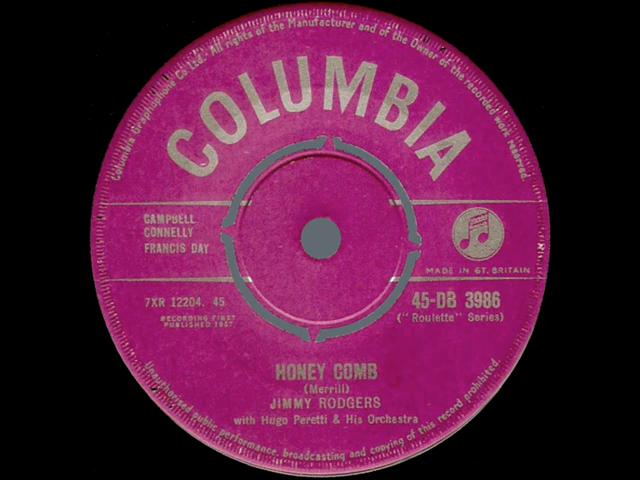 Columbia Graphophone Co. Ltd. All rights of the Manufacturer and of the Owner of the recorded work reserved.
COLUMBIA
CAMPBELL
CONNELLY
FRANCIS DAY
MADE IN GT. BRITAIN
7XR 12204. 45
RECORDING FIRST
PUBLISHED 1957
45-DB 3986
("Roulette" Series)
HONEY COMB
(Merrill)
JIMMY RODGERS
with Hugo Peretti & His Orchestra
Unauthorised public performance, broadcasting and copying of this record prohibited.